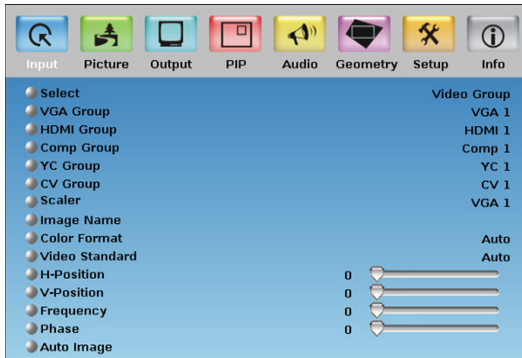 Input Picture Output PIP Audio Geometry Setup Info
Select Video Group
VGA Group VGA 1
HDMI Group HDMI 1
Comp Group Comp 1
YC Group YC 1
CV Group CV 1
Scaler VGA 1
Image Name
Color Format Auto
Video Standard Auto
H-Position 0
V-Position 0
Frequency 0
Phase 0
Auto Image